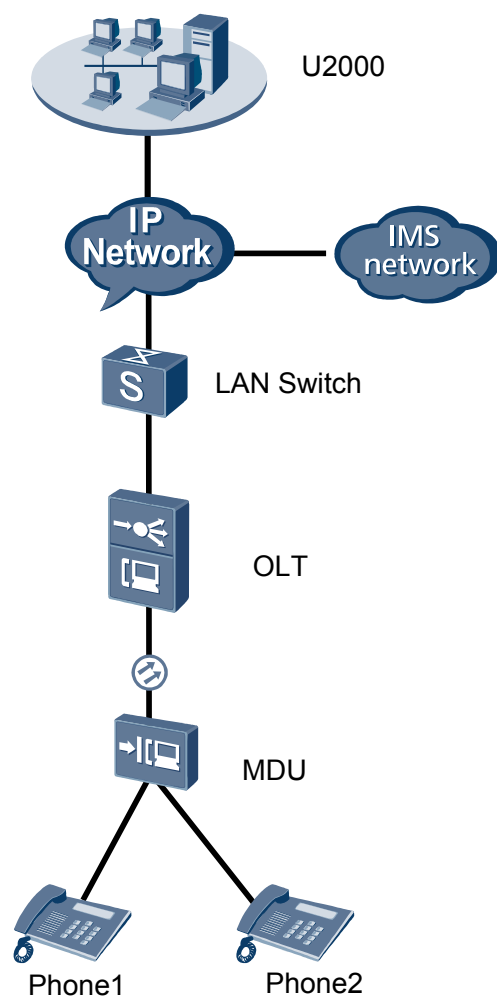 U2000
IP
Network
IMS
network
S
LAN Switch
OLT
MDU
Phone1
Phone2